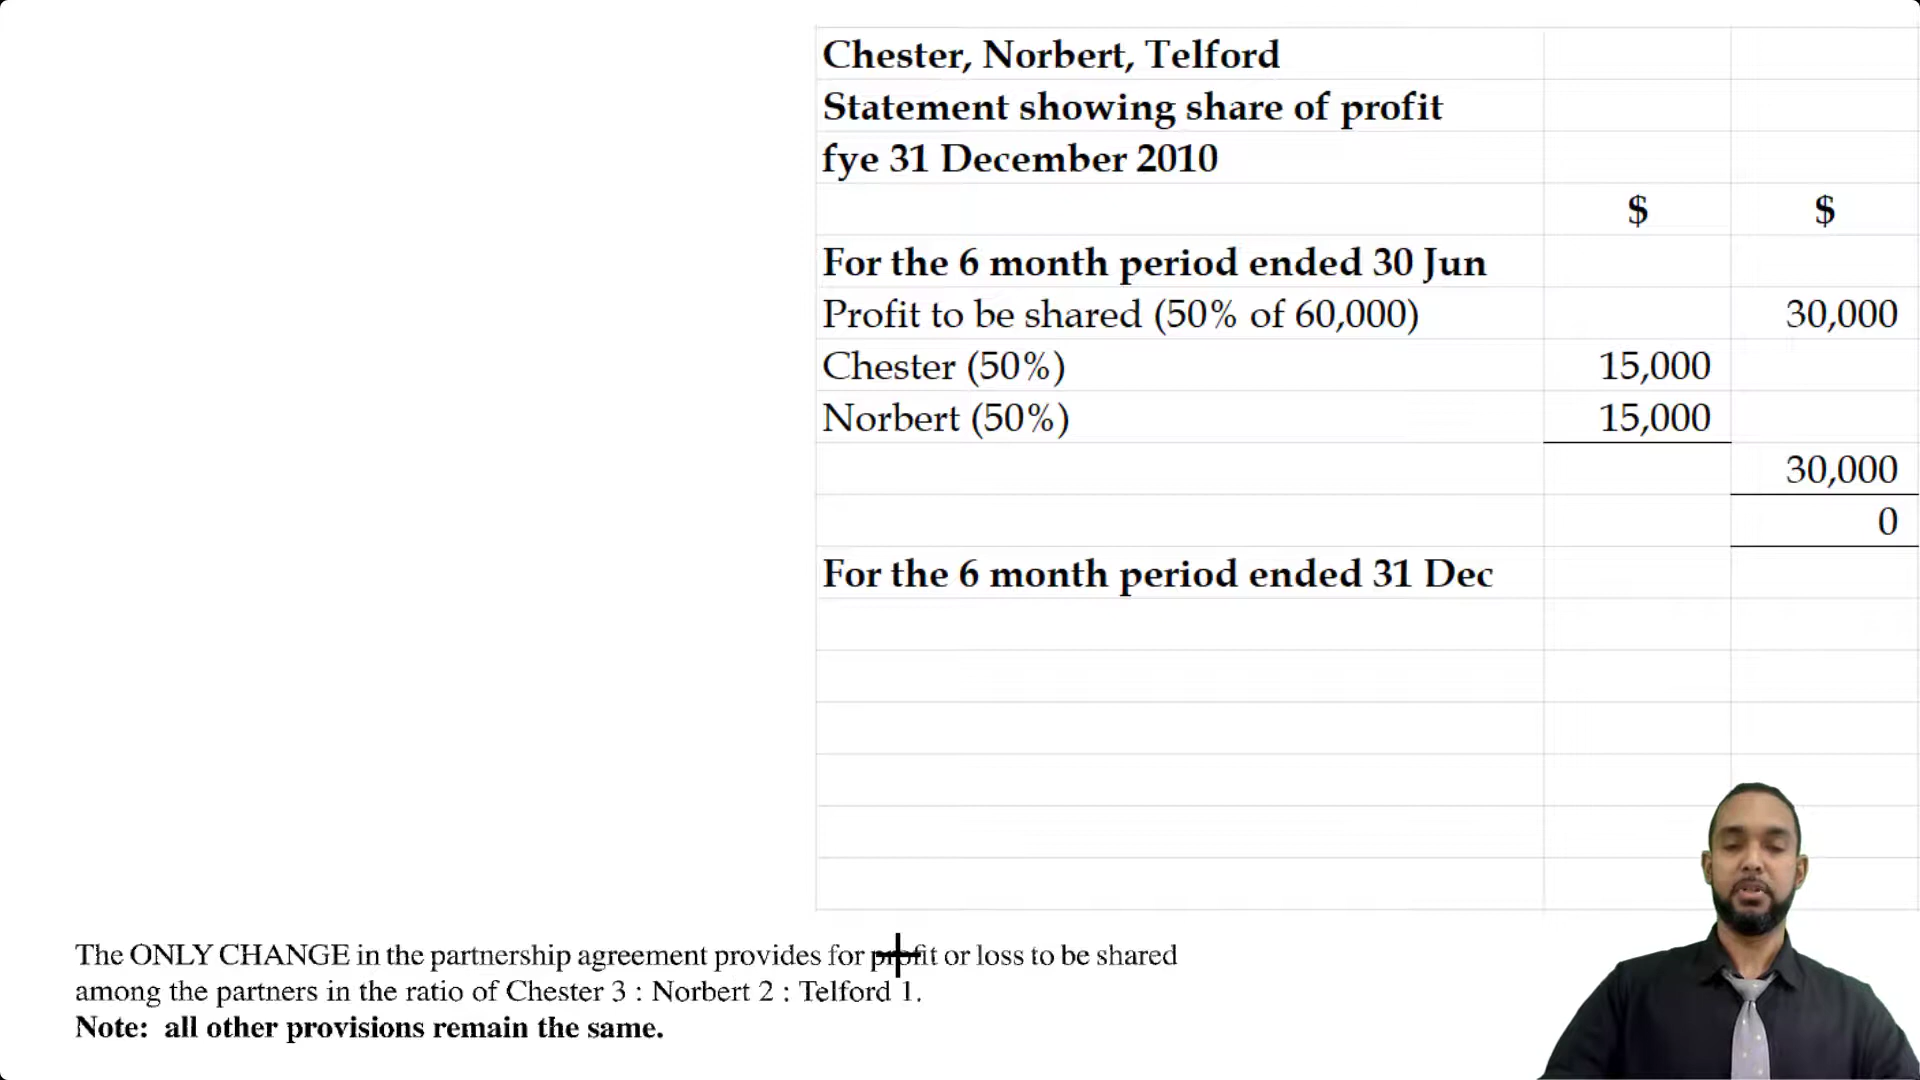 Chester, Norbert, Telford
Statement showing share of profit
fye 31 December 2010
$ $
For the 6 month period ended 30 Jun
Profit to be shared (50% of 60,000) 30,000
Chester (50%) 15,000
Norbert (50%) 15,000
30,000
0
For the 6 month period ended 31 Dec
The ONLY CHANGE in the partnership agreement provides for profit or loss to be shared
among the partners in the ratio of Chester 3 : Norbert 2 : Telford 1.
Note: all other provisions remain the same.